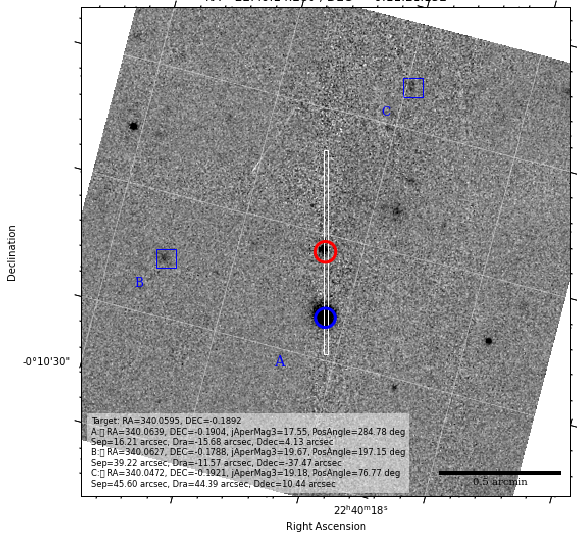 C
B
A
Declination
-0°10'30"
Target: RA=340.0595, DEC=-0.1892
A: RA=340.0639, DEC=-0.1904, jAperMag3=17.55, PosAngle=284.78 deg
Sep=16.21 arcsec, Dra=-15.68 arcsec, Ddec=4.13 arcsec
B: RA=340.0627, DEC=-0.1788, jAperMag3=19.67, PosAngle=197.15 deg
Sep=39.22 arcsec, Dra=-11.57 arcsec, Ddec=-37.47 arcsec
C: RA=340.0472, DEC=-0.1921, jAperMag3=19.18, PosAngle=76.77 deg
Sep=45.60 arcsec, Dra=44.39 arcsec, Ddec=10.44 arcsec
0.5 arcmin
22ʰ40ᵐ18ˢ
Right Ascension